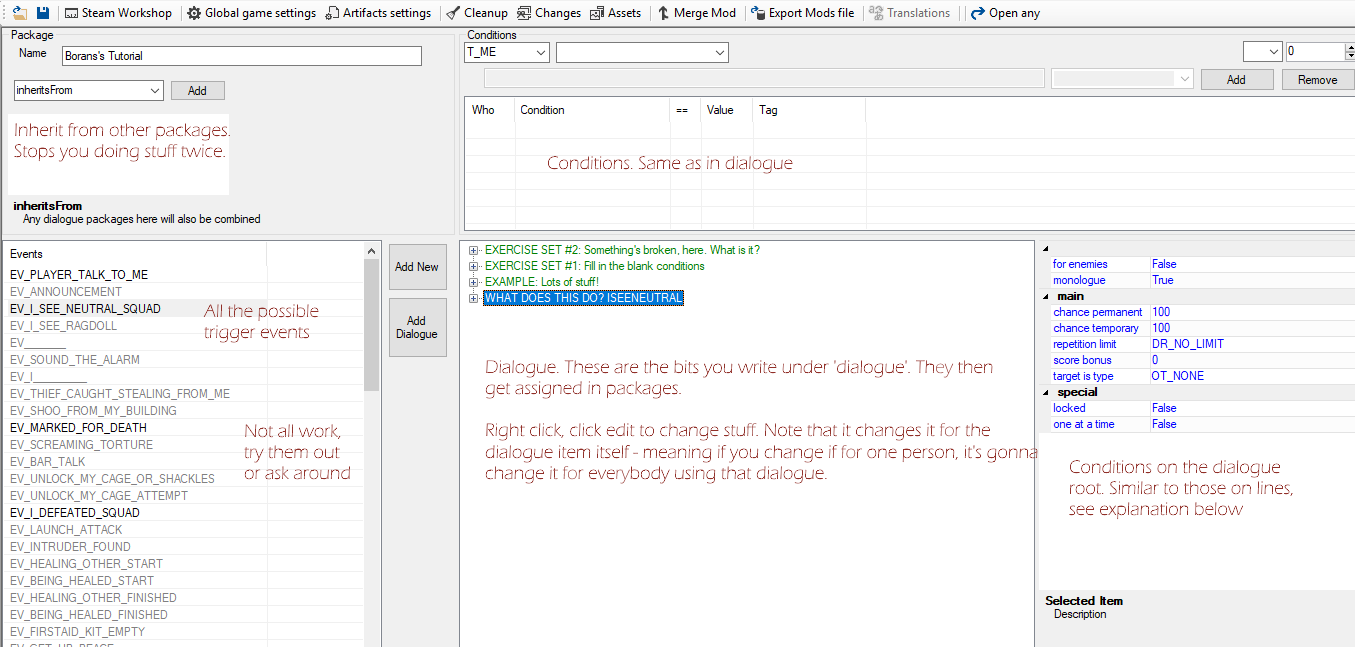 Steam Workshop Global game settings Artifacts settings Cleanup Changes Assets Merge Mod Export Mods file Translations Open any
Package
Name Borans's Tutorial
inheritsFrom Add
Inherit from other packages.
Stops you doing stuff twice.
inheritsFrom
Any dialogue packages here will also be combined
Conditions
T_ME 0
Add Remove
Who Condition == Value Tag
Conditions. Same as in dialogue
Events
EV_PLAYER_TALK_TO_ME
EV_ANNOUNCEMENT
EV_I_SEE_NEUTRAL_SQUAD
EV_I_SEE_RAGDOLL
EV_______
EV_SOUND_THE_ALARM
EV_I_________
EV_THIEF_CAUGHT_STEALING_FROM_ME
EV_SHOO_FROM_MY_BUILDING
EV_MARKED_FOR_DEATH
EV_SCREAMING_TORTURE
EV_BAR_TALK
EV_UNLOCK_MY_CAGE_OR_SHACKLES
EV_UNLOCK_MY_CAGE_ATTEMPT
EV_I_DEFEATED_SQUAD
EV_LAUNCH_ATTACK
EV_INTRUDER_FOUND
EV_HEALING_OTHER_START
EV_BEING_HEALED_START
EV_HEALING_OTHER_FINISHED
EV_BEING_HEALED_FINISHED
EV_FIRSTAID_KIT_EMPTY
All the possible
trigger events
Not all work,
try them out
or ask around
Add New
Add
Dialogue
EXERCISE SET #2: Something's broken, here. What is it?
EXERCISE SET #1: Fill in the blank conditions
EXAMPLE: Lots of stuff!
WHAT DOES THIS DO? ISEENEUTRAL
Dialogue. These are the bits you write under 'dialogue'. They then
get assigned in packages.
Right click, click edit to change stuff. Note that it changes it for the
dialogue item itself - meaning if you change if for one person, it's gonna
change it for everybody using that dialogue.
for enemies False
monologue True
main
chance permanent 100
chance temporary 100
repetition limit DR_NO_LIMIT
score bonus 0
target is type OT_NONE
special
locked False
one at a time False
Conditions on the dialogue
root. Similar to those on lines,
see explanation below
Selected Item
Description